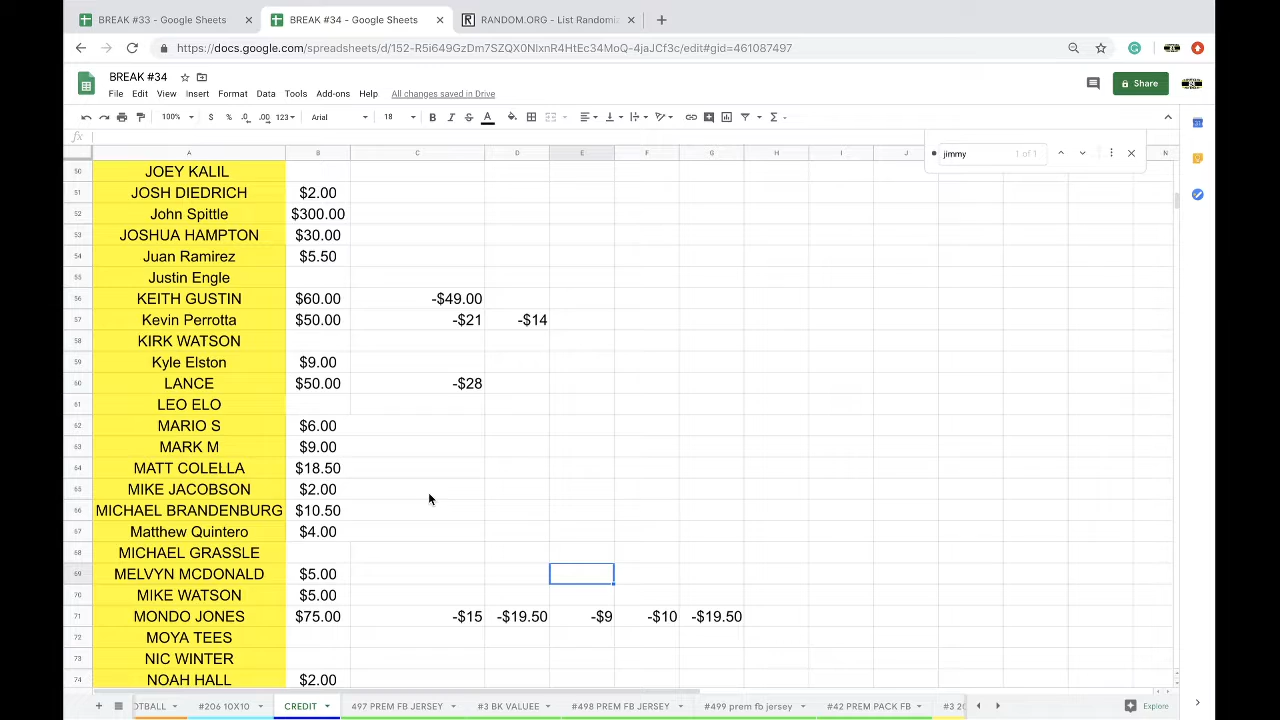 BREAK #33 - Google Sheets
BREAK #34 - Google Sheets
RANDOM.ORG - List Randomi
https://docs.google.com/spreadsheets/d/152-R5i649GzDm7SZQX0NIxnR4HtEc34MoQ-4jaJCf3c/edit#gid=461087497
BREAK #34
File Edit View Insert Format Data Tools Add-ons Help All changes saved in Drive
Share
100% $ % .0 .00 123 Arial 18 B I S A
fx
jimmy 1 of 1
A B C D E F G H I J N
50 JOEY KALIL
51 JOSH DIEDRICH $2.00
52 John Spittle $300.00
53 JOSHUA HAMPTON $30.00
54 Juan Ramirez $5.50
55 Justin Engle
56 KEITH GUSTIN $60.00 -$49.00
57 Kevin Perrotta $50.00 -$21 -$14
58 KIRK WATSON
59 Kyle Elston $9.00
60 LANCE $50.00 -$28
61 LEO ELO
62 MARIO S $6.00
63 MARK M $9.00
64 MATT COLELLA $18.50
65 MIKE JACOBSON $2.00
66 MICHAEL BRANDENBURG $10.50
67 Matthew Quintero $4.00
68 MICHAEL GRASSLE
69 MELVYN MCDONALD $5.00
70 MIKE WATSON $5.00
71 MONDO JONES $75.00 -$15 -$19.50 -$9 -$10 -$19.50
72 MOYA TEES
73 NIC WINTER
74 NOAH HALL $2.00
OTBALL #206 10X10 CREDIT 497 PREM FB JERSEY #3 BK VALUEE #498 PREM FB JERSEY #499 prem fb jersey #42 PREM PACK FB #3 20 Explore